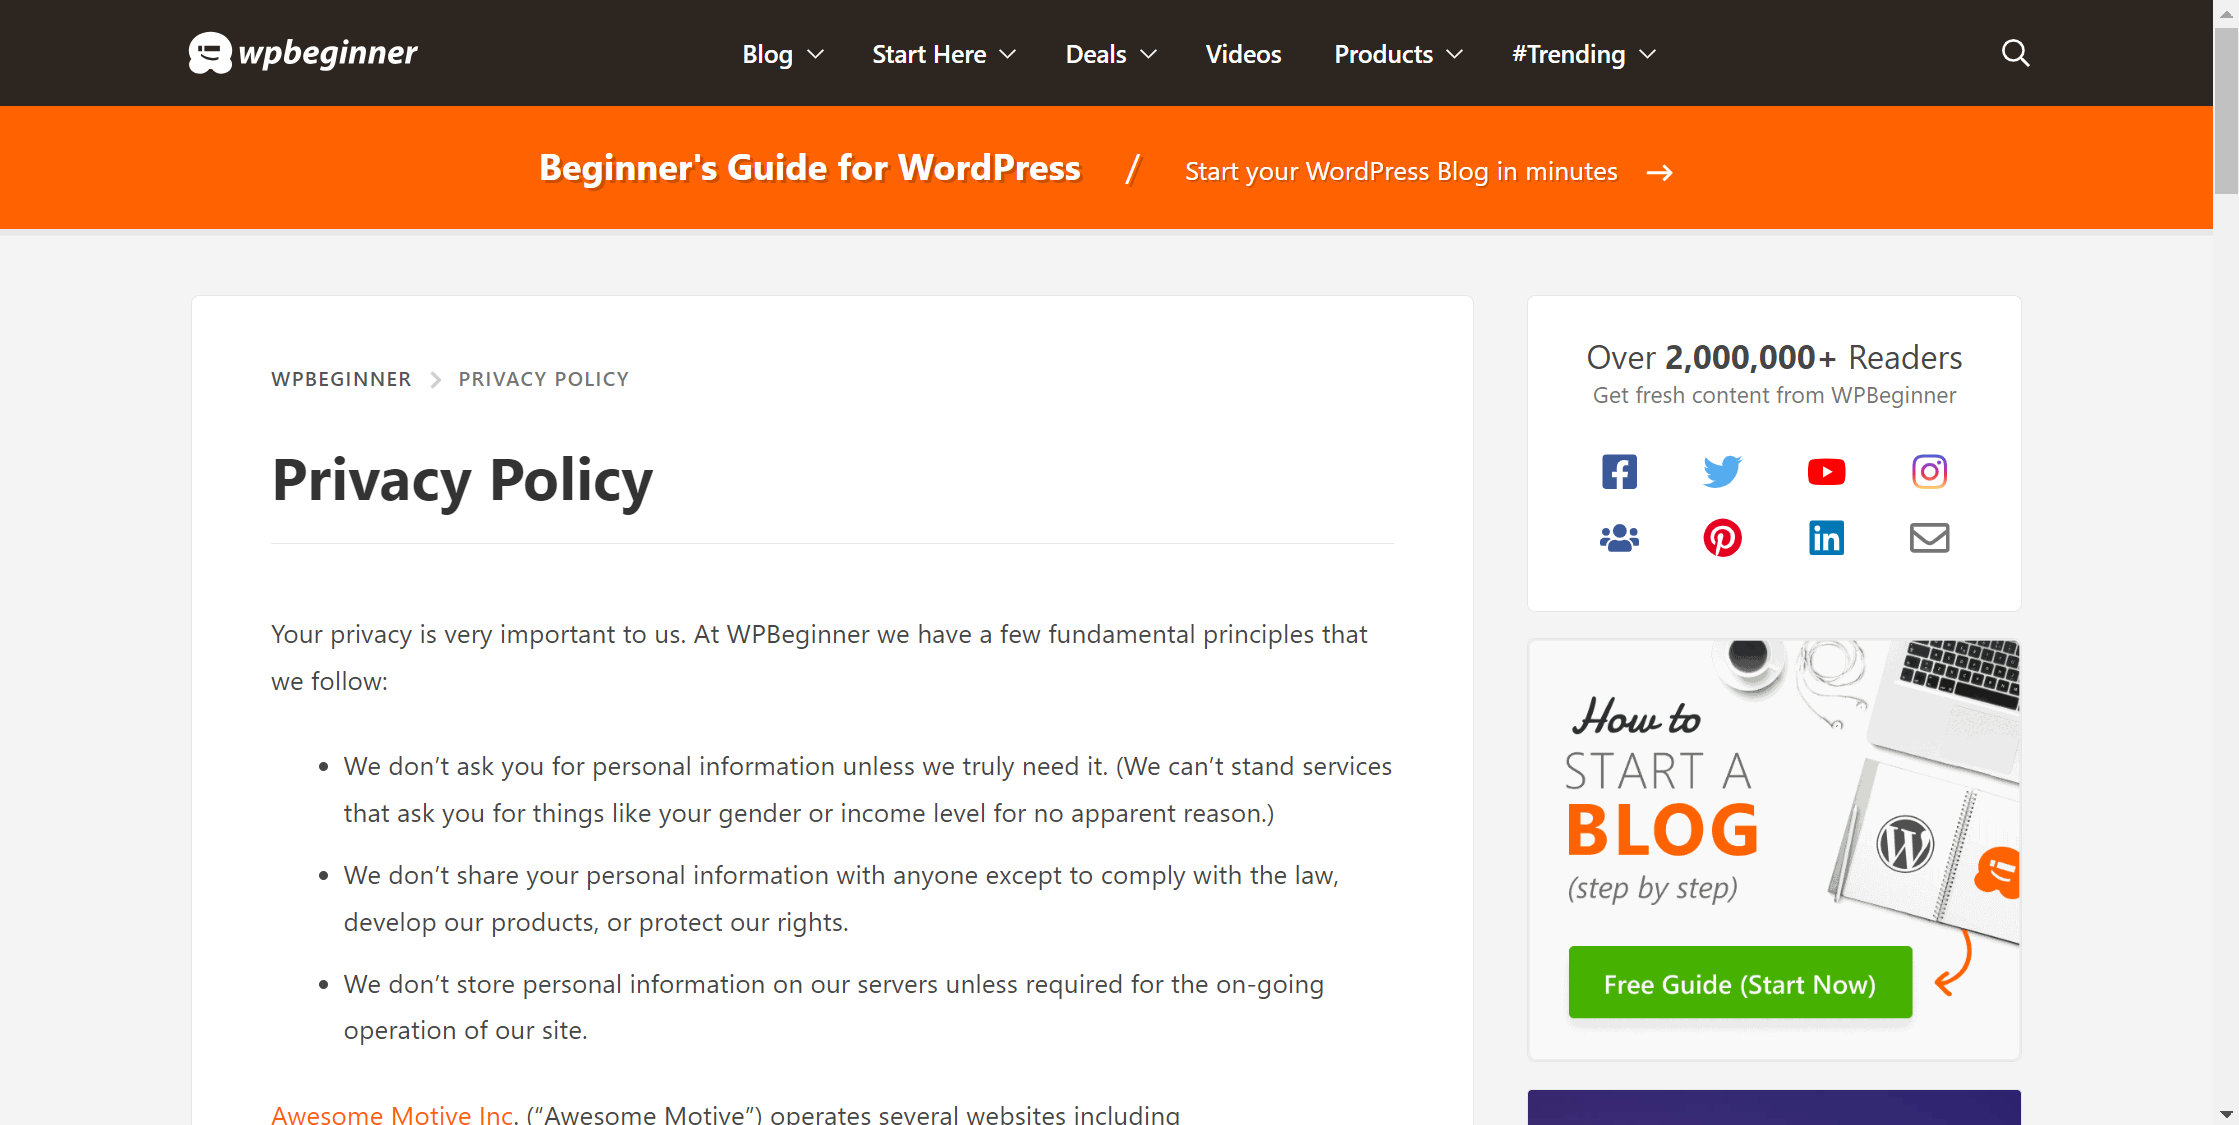 wpbeginner
Blog
Start Here
Deals
Videos
Products
#Trending
Beginner's Guide for WordPress / Start your WordPress Blog in minutes →
WPBEGINNER > PRIVACY POLICY
Privacy Policy
Your privacy is very important to us. At WPBeginner we have a few fundamental principles that
we follow:
• We don’t ask you for personal information unless we truly need it. (We can’t stand services
that ask you for things like your gender or income level for no apparent reason.)
• We don’t share your personal information with anyone except to comply with the law,
develop our products, or protect our rights.
• We don’t store personal information on our servers unless required for the on-going
operation of our site.
Awesome Motive Inc. (“Awesome Motive”) operates several websites including
Over 2,000,000+ Readers
Get fresh content from WPBeginner
How to
START A
BLOG
(step by step)
Free Guide (Start Now)